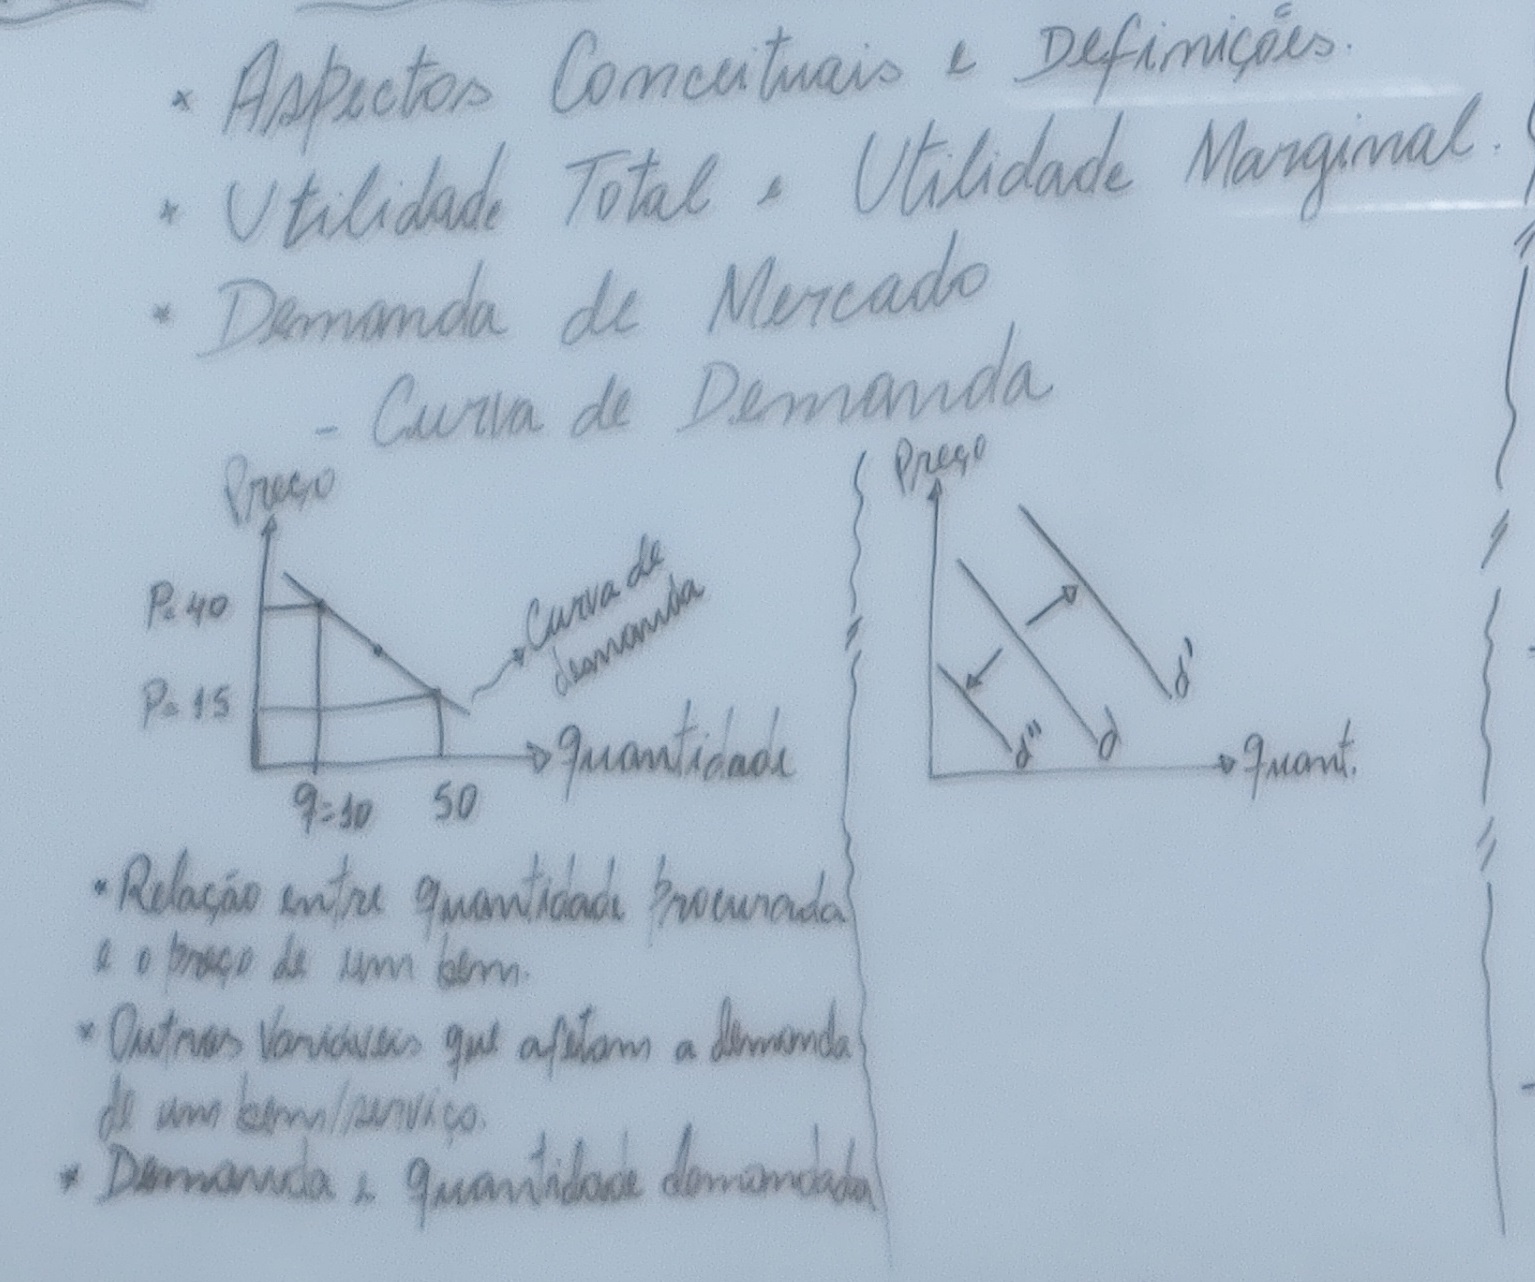 * Aspectos Conceituais e Definições.
* Utilidade Total e Utilidade Marginal.
* Demanda de Mercado
- Curva de Demanda
Preço
P=40
P=15
q=10
50
quantidade
Curva de
demanda
Preço
d'
d
d"
quant.
* Relação entre quantidade procurada
e o preço de um bem.
* Outras variáveis que afetam a demanda
de um bem/serviço.
* Demanda e quantidade demandada